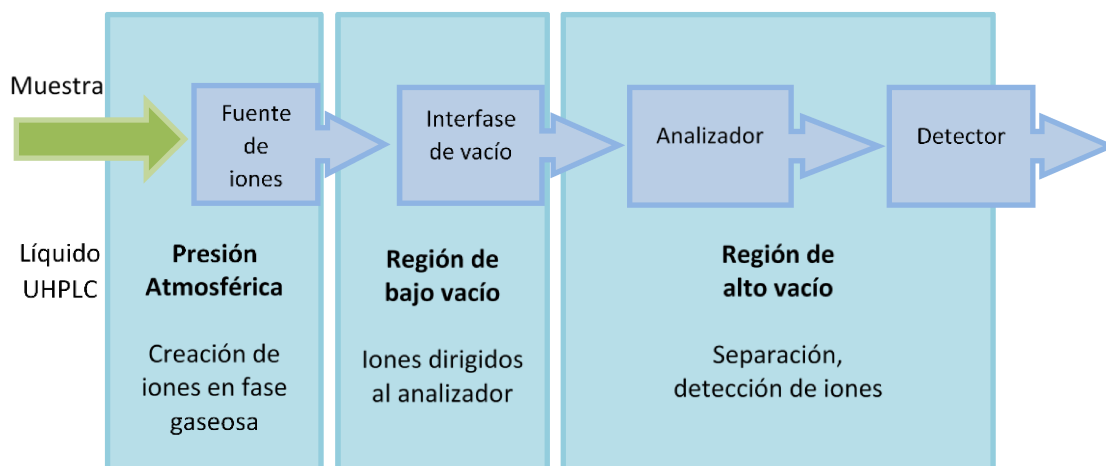 Muestra
Fuente
de
iones
Interfase
de vacío
Analizador
Detector
Líquido
UHPLC
Presión
Atmosférica
Región de
bajo vacío
Región de
alto vacío
Creación de
iones en fase
gaseosa
Iones dirigidos
al analizador
Separación,
detección de iones